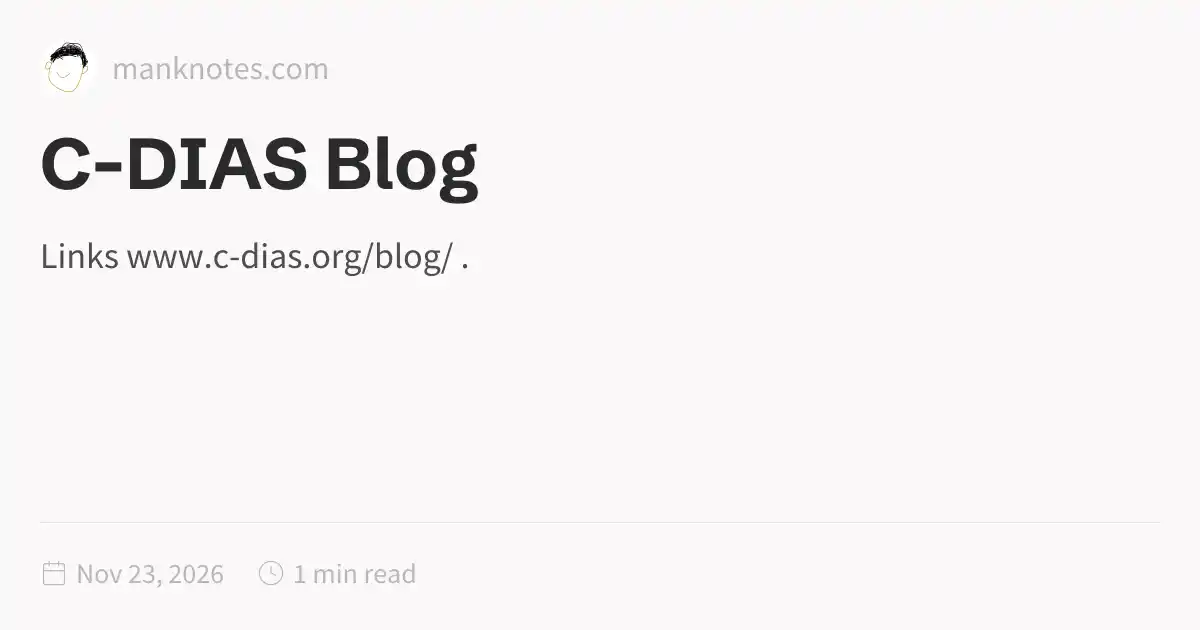 manknotes.com
C-DIAS Blog
Links www.c-dias.org/blog/ .
Nov 23, 2026 1 min read